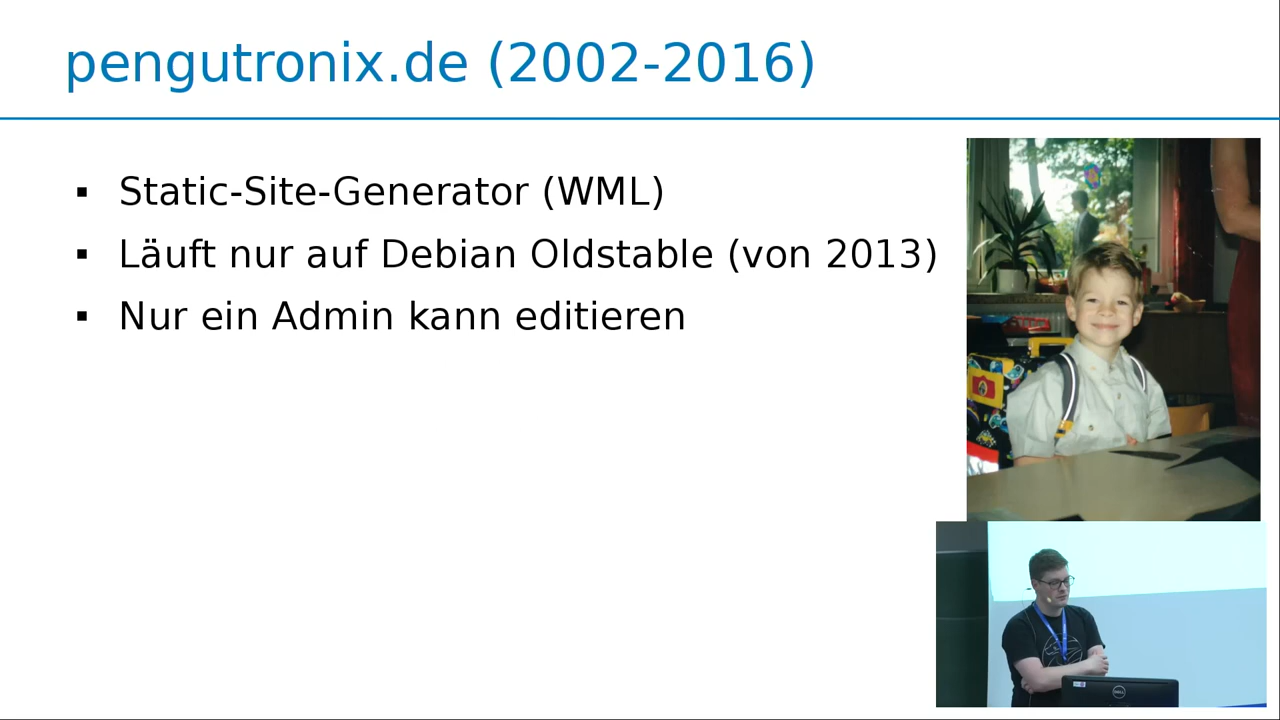 pengutronix.de (2002-2016)
Static-Site-Generator (WML)
Läuft nur auf Debian Oldstable (von 2013)
Nur ein Admin kann editieren
DELL